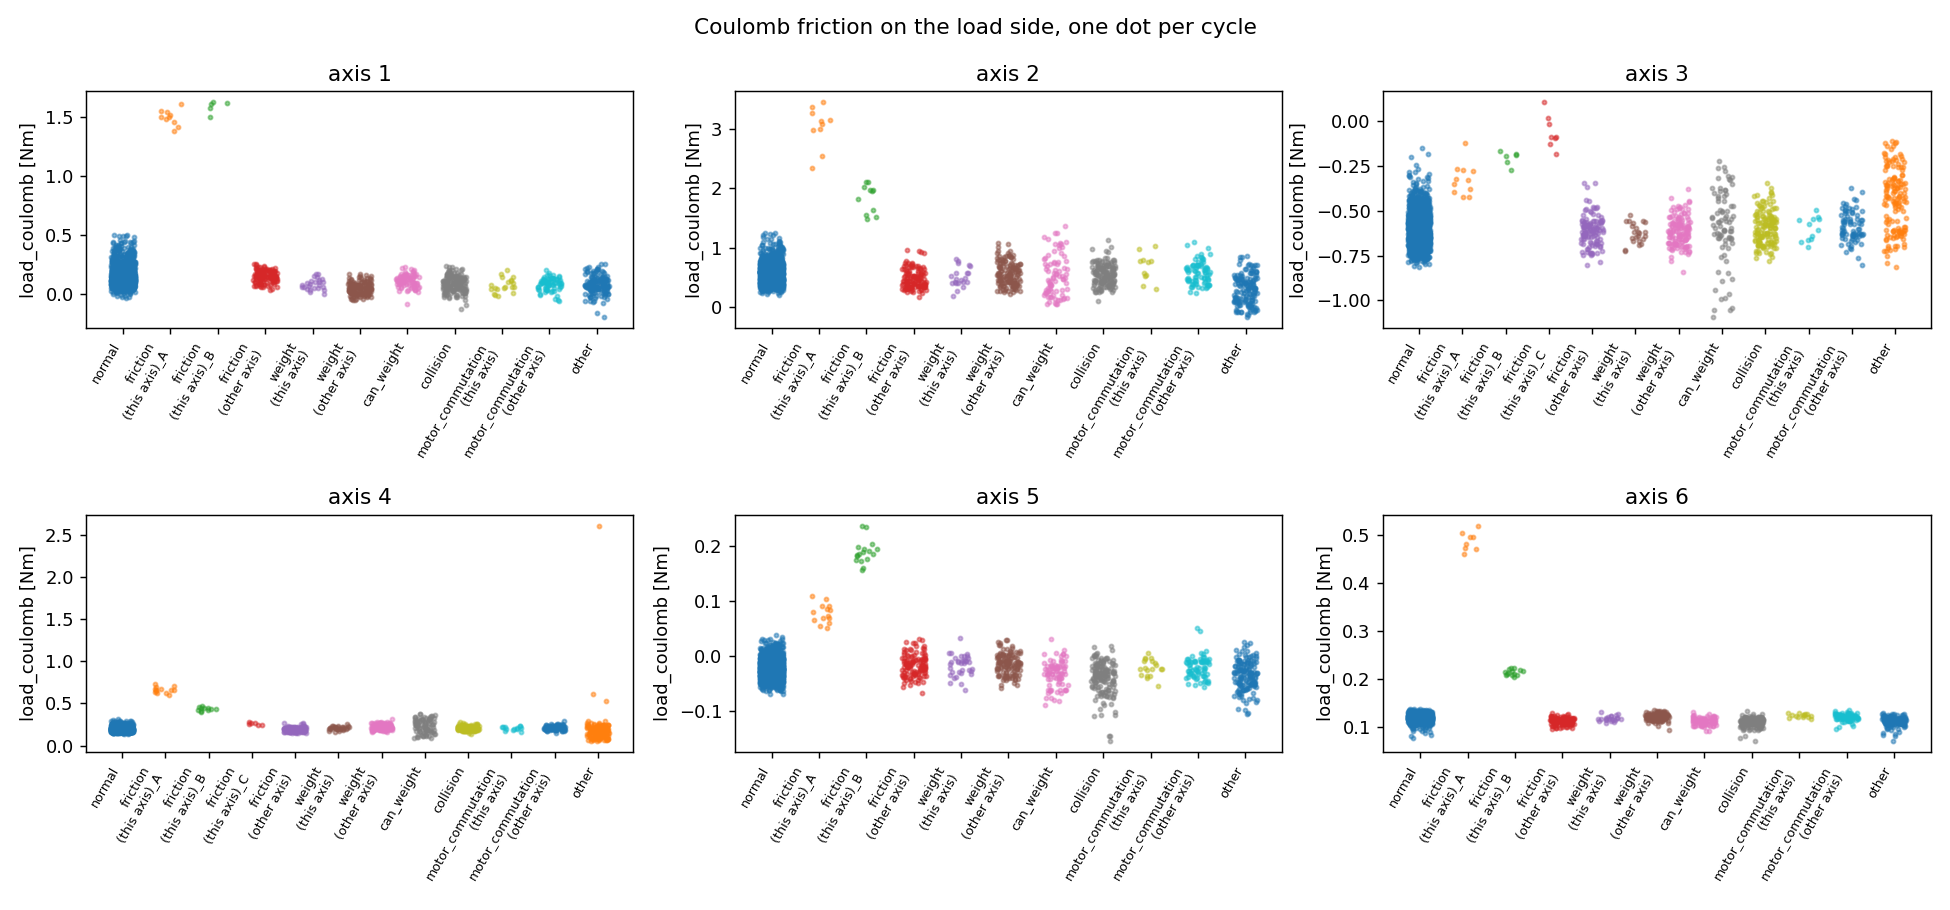 Coulomb friction on the load side, one dot per cycle
axis 1
load_coulomb [Nm]
1.5
1.0
0.5
0.0
normal
friction
(this axis)_A
friction
(this axis)_B
friction
(other axis)
weight
(this axis)
weight
(other axis)
can_weight
collision
motor_commutation
(this axis)
motor_commutation
(other axis)
other
axis 2
load_coulomb [Nm]
3
2
1
0
normal
friction
(this axis)_A
friction
(this axis)_B
friction
(other axis)
weight
(this axis)
weight
(other axis)
can_weight
collision
motor_commutation
(this axis)
motor_commutation
(other axis)
other
axis 3
load_coulomb [Nm]
0.00
−0.25
−0.50
−0.75
−1.00
normal
friction
(this axis)_A
friction
(this axis)_B
friction
(this axis)_C
friction
(other axis)
weight
(this axis)
weight
(other axis)
can_weight
collision
motor_commutation
(this axis)
motor_commutation
(other axis)
other
axis 4
load_coulomb [Nm]
2.5
2.0
1.5
1.0
0.5
0.0
normal
friction
(this axis)_A
friction
(this axis)_B
friction
(this axis)_C
friction
(other axis)
weight
(this axis)
weight
(other axis)
can_weight
collision
motor_commutation
(this axis)
motor_commutation
(other axis)
other
axis 5
load_coulomb [Nm]
0.2
0.1
0.0
−0.1
normal
friction
(this axis)_A
friction
(this axis)_B
friction
(other axis)
weight
(this axis)
weight
(other axis)
can_weight
collision
motor_commutation
(this axis)
motor_commutation
(other axis)
other
axis 6
load_coulomb [Nm]
0.5
0.4
0.3
0.2
0.1
normal
friction
(this axis)_A
friction
(this axis)_B
friction
(other axis)
weight
(this axis)
weight
(other axis)
can_weight
collision
motor_commutation
(this axis)
motor_commutation
(other axis)
other